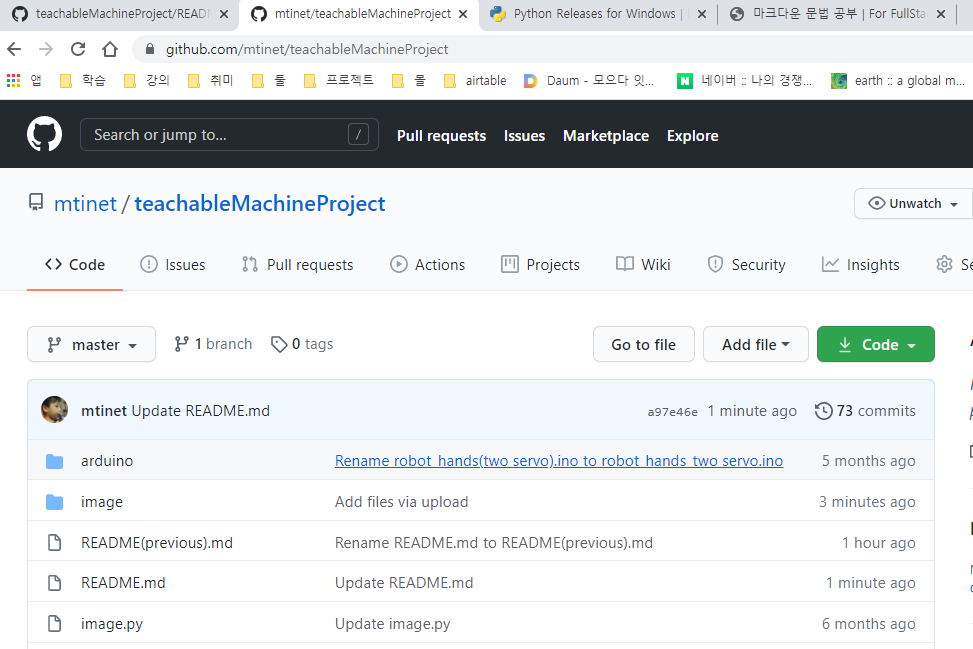 teachableMachineProject/READ
mtinet/teachableMachineProject
Python Releases for Windows |
마크다운 문법 공부 | For FullSta
github.com/mtinet/teachableMachineProject
앱 학습 강의 취미 툴 프로젝트 몰 airtable Daum - 모으다 잇... 네이버 :: 나의 경쟁... earth :: a global m...
Search or jump to... / Pull requests Issues Marketplace Explore
mtinet / teachableMachineProject Unwatch
Code Issues Pull requests Actions Projects Wiki Security Insights Se
master 1 branch 0 tags Go to file Add file Code
mtinet Update README.md a97e46e 1 minute ago 73 commits
arduino Rename robot_hands(two servo).ino to robot_hands_two servo.ino 5 months ago
image Add files via upload 3 minutes ago
README(previous).md Rename README.md to README(previous).md 1 hour ago
README.md Update README.md 1 minute ago
image.py Update image.py 6 months ago